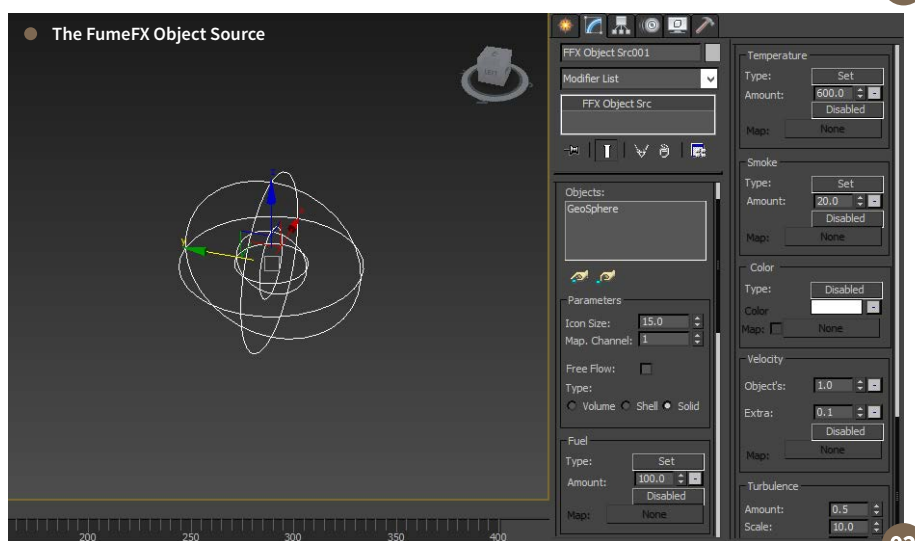 The FumeFX Object Source
FFX Object Src001
Modifier List
FFX Object Src
Objects:
GeoSphere
Parameters
Icon Size: 15.0
Map. Channel: 1
Free Flow:
Type:
Volume Shell Solid
Fuel
Type: Set
Amount: 100.0
Disabled
Map: None
Temperature
Type: Set
Amount: 600.0
Disabled
Map: None
Smoke
Type: Set
Amount: 20.0
Disabled
Map: None
Color
Type: Disabled
Color
Map: None
Velocity
Object's: 1.0
Extra: 0.1
Disabled
Map: None
Turbulence
Amount: 0.5
Scale: 10.0
200 250 300 350 400